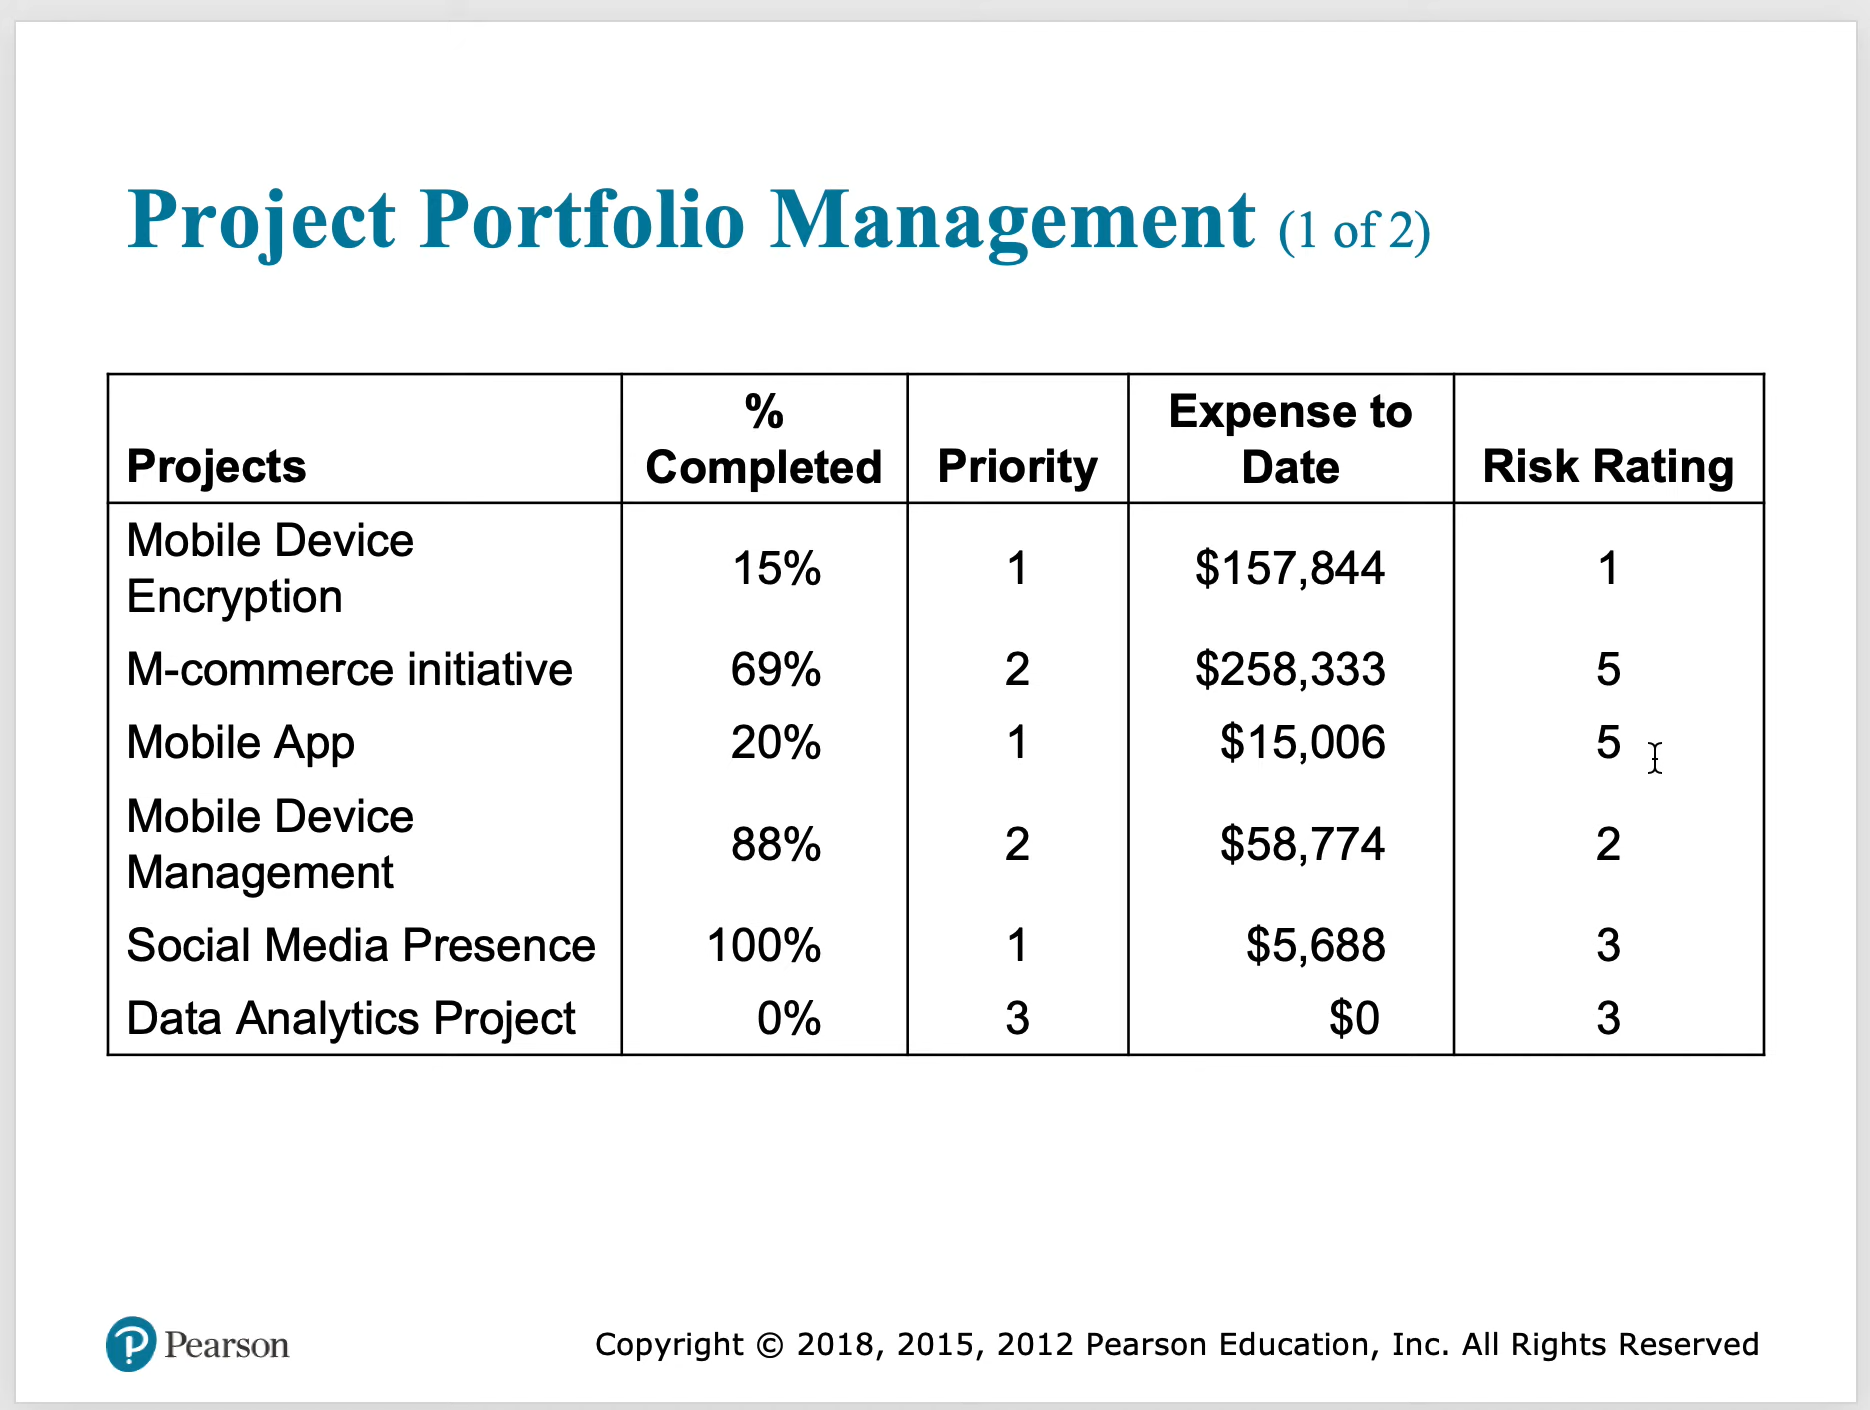 Project Portfolio Management (1 of 2)
Projects % Completed Priority Expense to Date Risk Rating
Mobile Device Encryption 15% 1 $157,844 1
M-commerce initiative 69% 2 $258,333 5
Mobile App 20% 1 $15,006 5
Mobile Device Management 88% 2 $58,774 2
Social Media Presence 100% 1 $5,688 3
Data Analytics Project 0% 3 $0 3
Pearson
Copyright © 2018, 2015, 2012 Pearson Education, Inc. All Rights Reserved